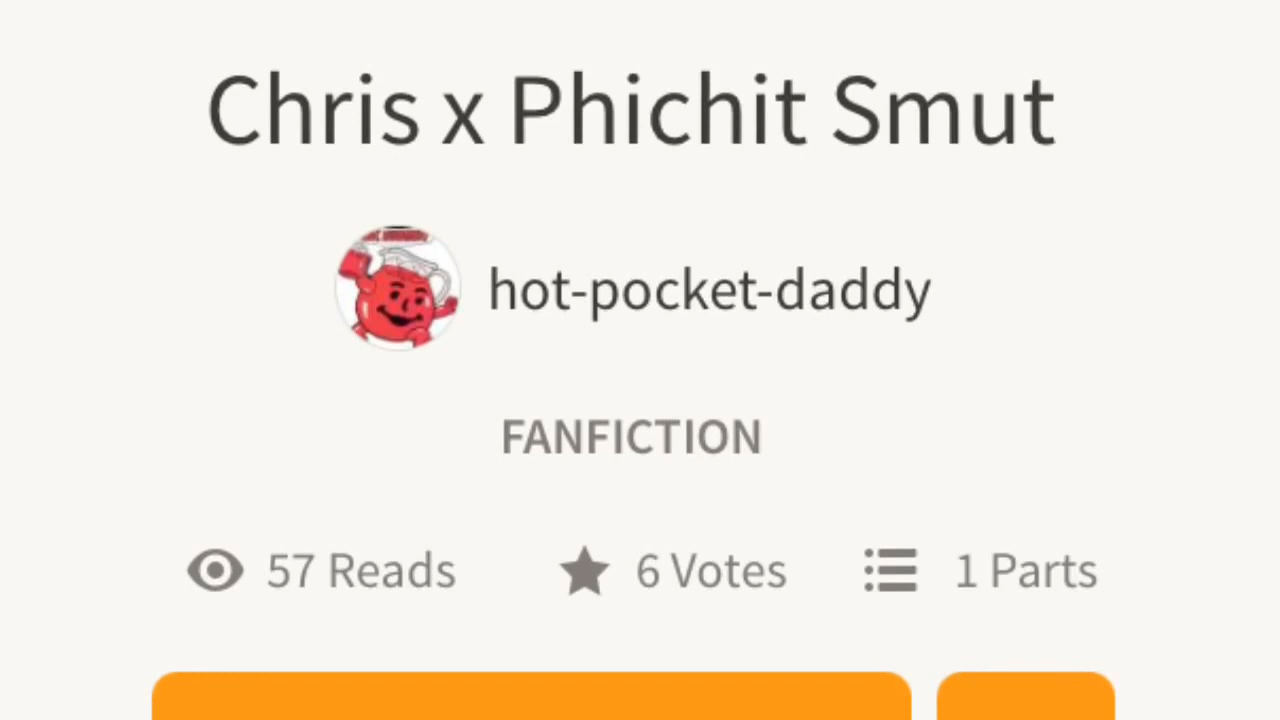 Chris x Phichit Smut
hot-pocket-daddy
FANFICTION
57 Reads 6 Votes 1 Parts